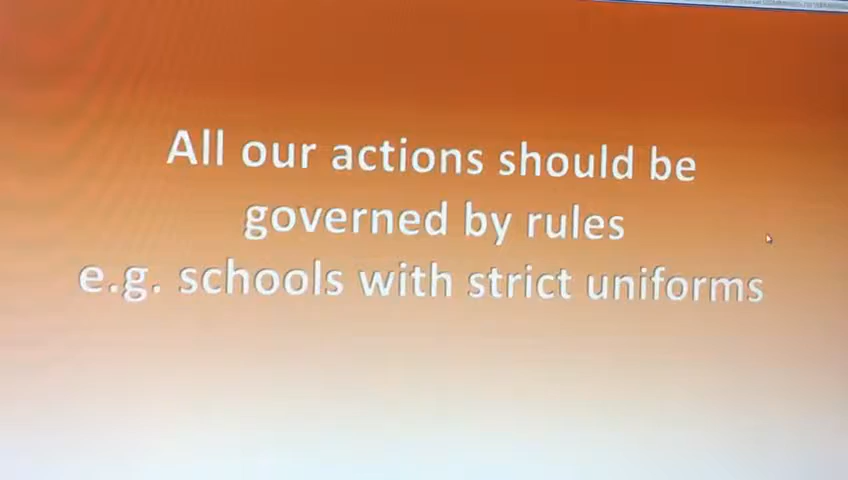 All our actions should be
governed by rules
e.g. schools with strict uniforms